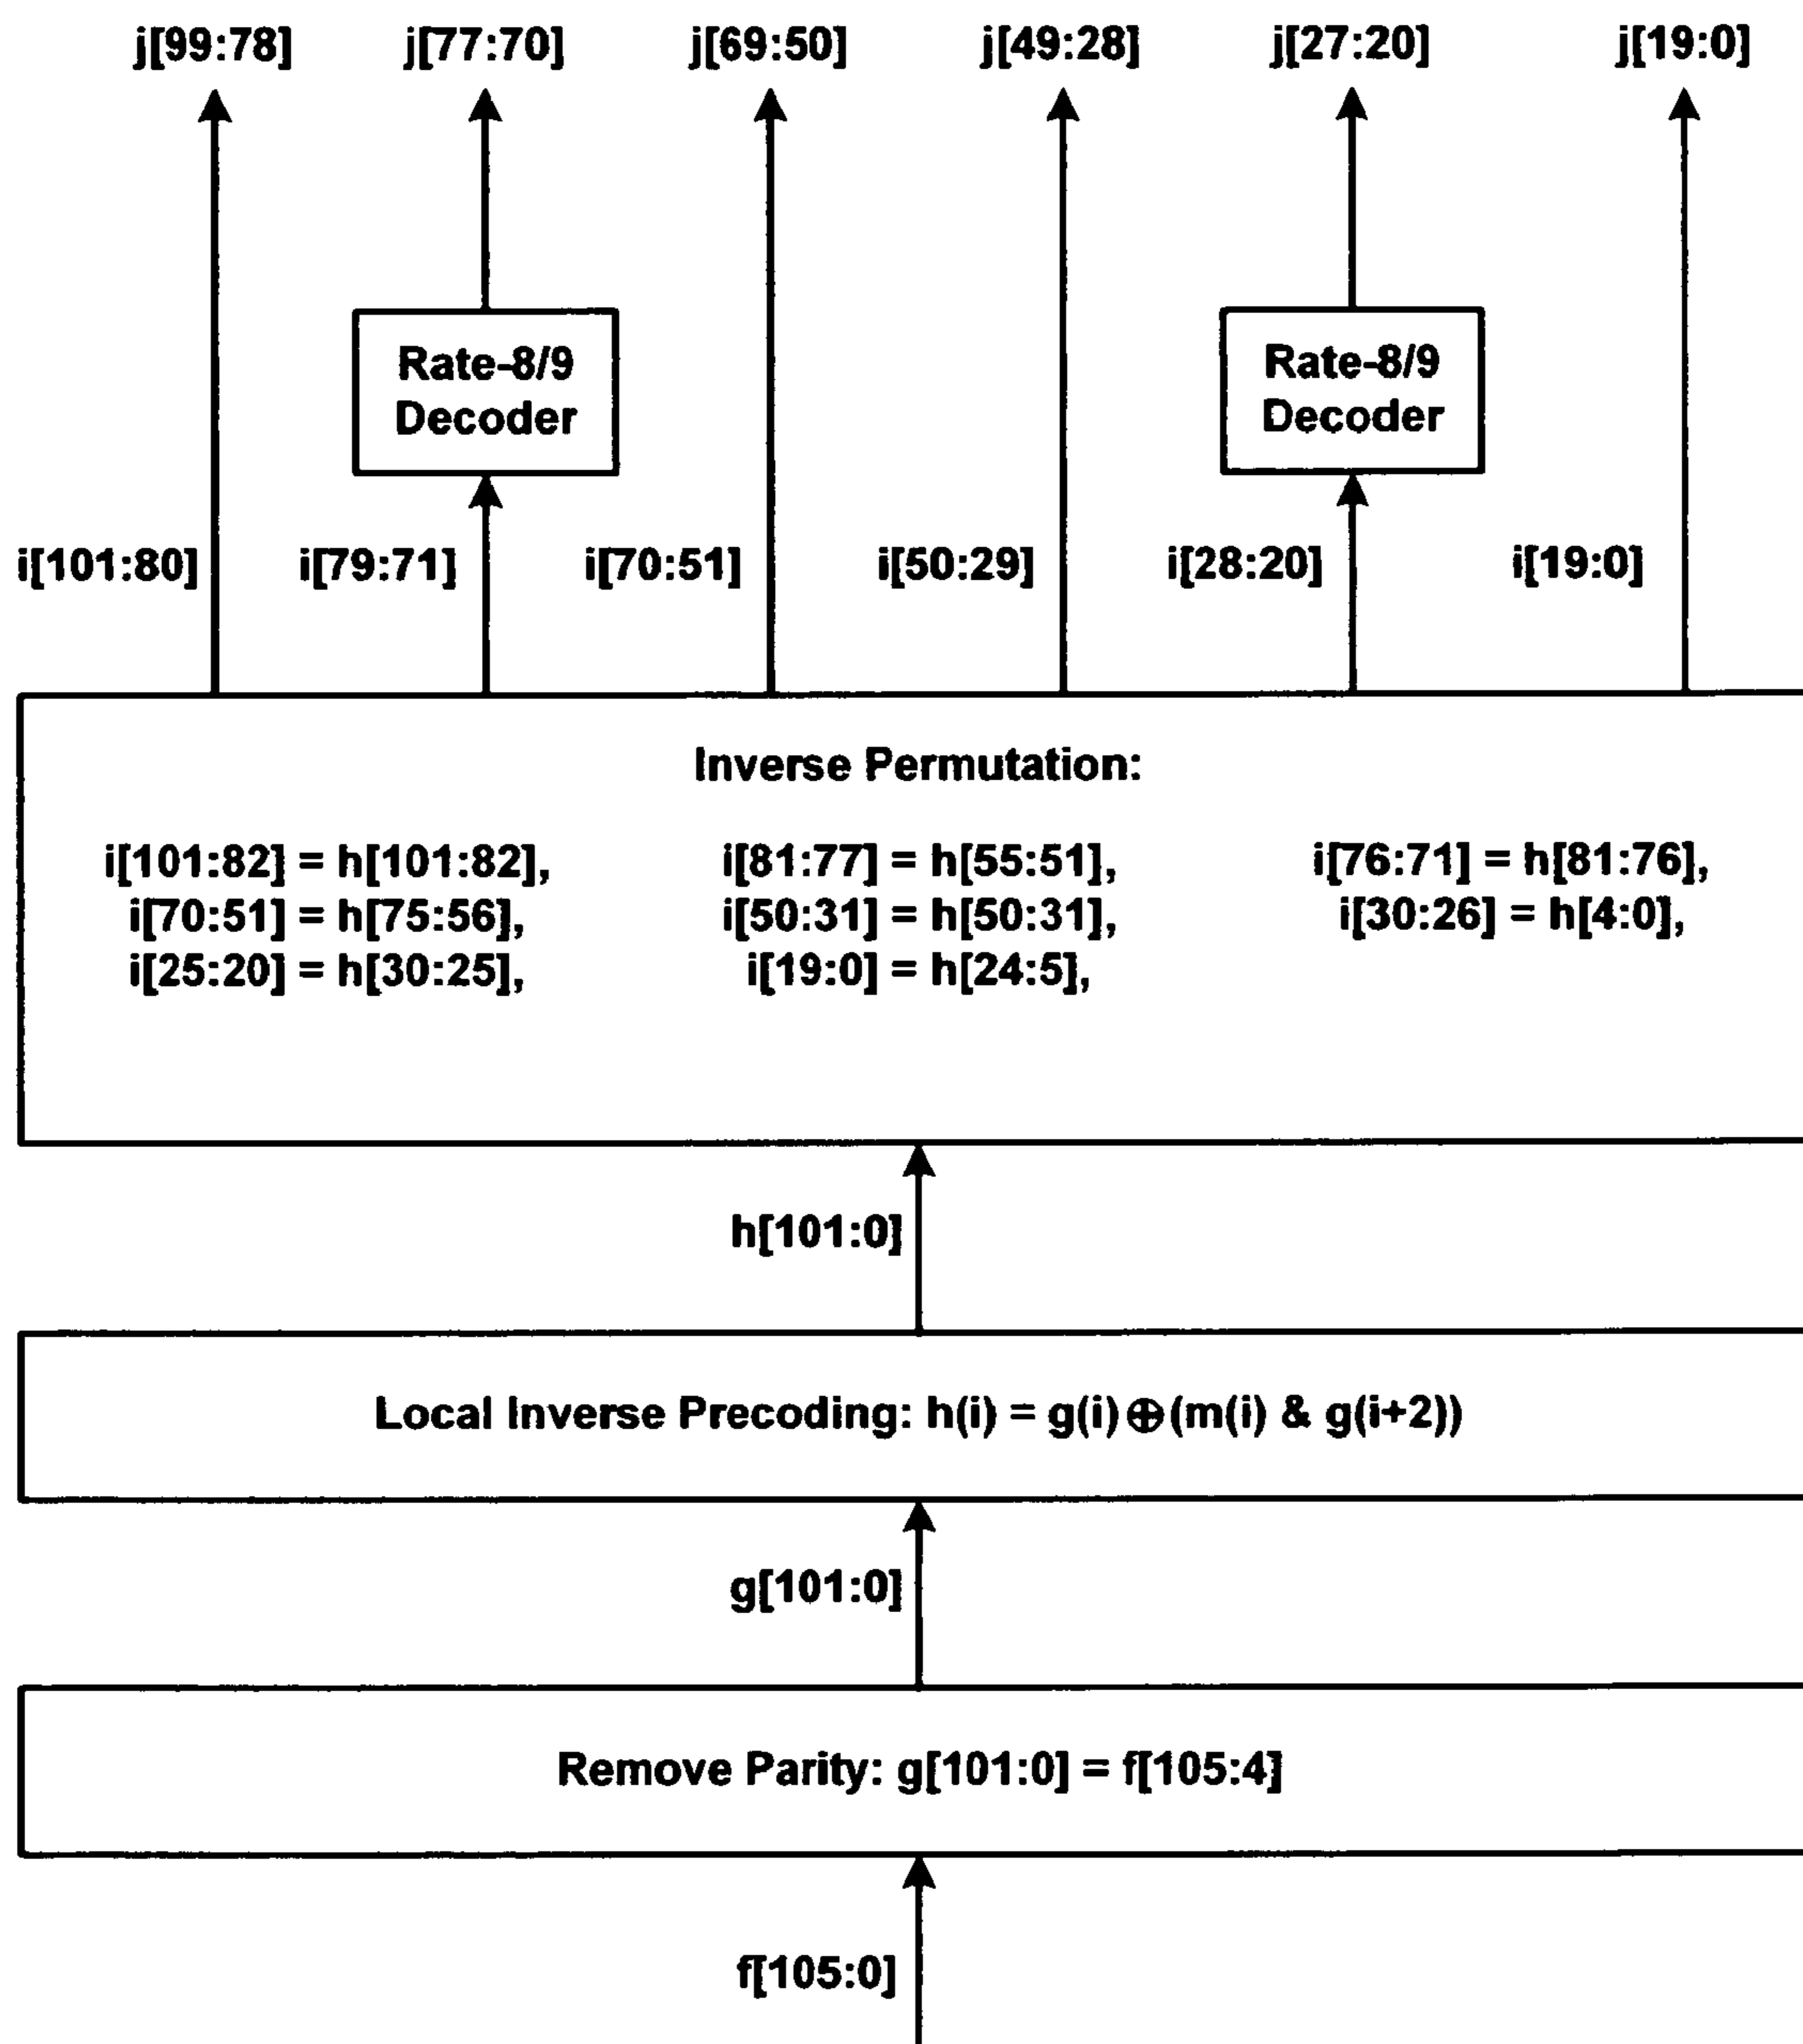 j[99:78] j[77:70] j[69:50] j[49:28] j[27:20] j[19:0]
Rate-8/9
Decoder
Rate-8/9
Decoder
i[101:80] i[79:71] i[70:51] i[50:29] i[28:20] i[19:0]
Inverse Permutation:
i[101:82] = h[101:82], i[81:77] = h[55:51], i[76:71] = h[81:76],
i[70:51] = h[75:56], i[50:31] = h[50:31], i[30:26] = h[4:0],
i[25:20] = h[30:25], i[19:0] = h[24:5],
h[101:0]
Local Inverse Precoding: h(i) = g(i)⊕(m(i) & g(i+2))
g[101:0]
Remove Parity: g[101:0] = f[105:4]
f[105:0]